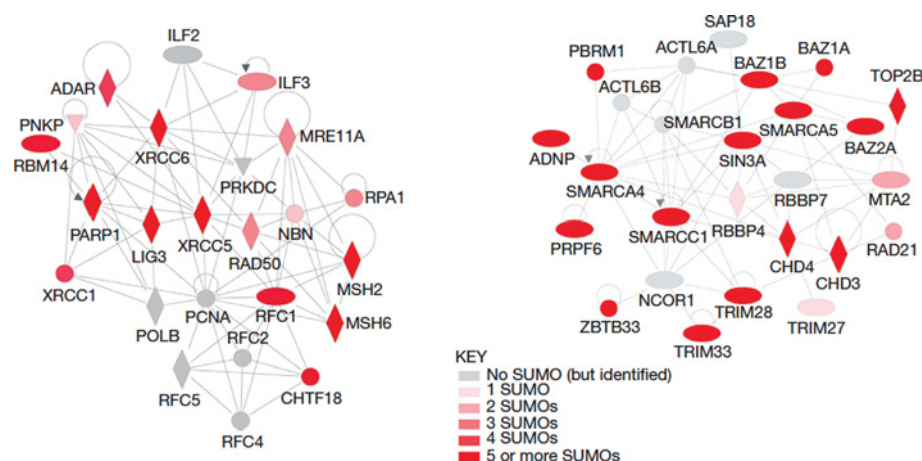 ILF2
ADAR
ILF3
PNKP
RBM14
XRCC6
MRE11A
PRKDC
RPA1
PARP1
LIG3
XRCC5
NBN
RAD50
XRCC1
MSH2
POLB
PCNA
RFC1
MSH6
RFC2
RFC5
CHTF18
RFC4
SAP18
PBRM1
ACTL6A
BAZ1A
BAZ1B
TOP2B
ACTL6B
SMARCB1
SMARCA5
ADNP
SIN3A
BAZ2A
SMARCA4
RBBP7
MTA2
PRPF6
SMARCC1
RBBP4
RAD21
CHD4
CHD3
NCOR1
TRIM28
ZBTB33
TRIM27
TRIM33
KEY
No SUMO (but identified)
1 SUMO
2 SUMOs
3 SUMOs
4 SUMOs
5 or more SUMOs